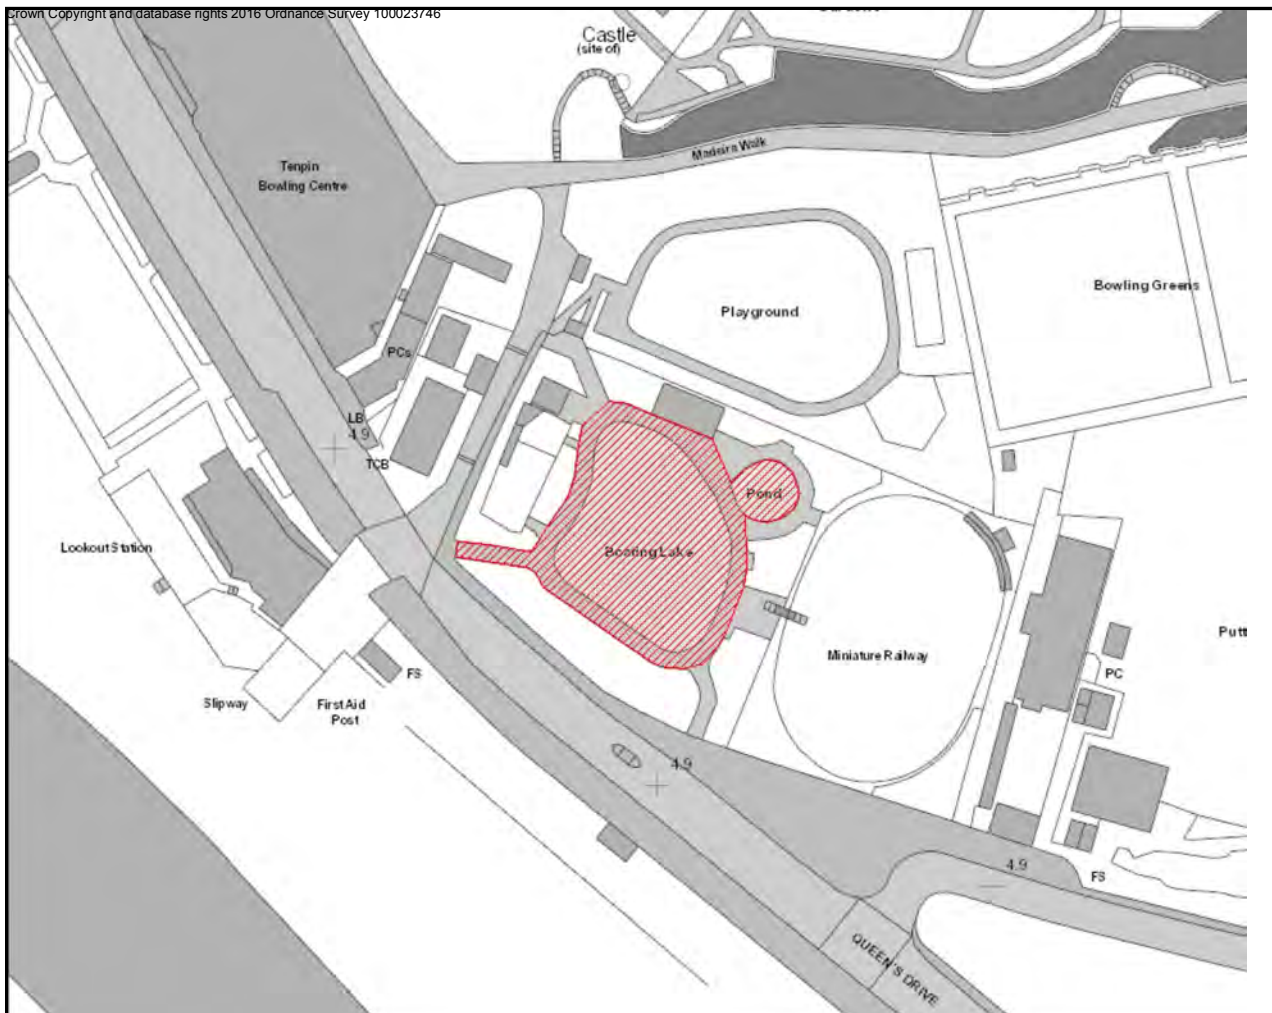 Crown Copyright and database rights 2016 Ordnance Survey 100023746
Castle
(site of)
Madeira Walk
Tenpin
Bowling Centre
Bowling Greens
Playground
PCs
LB
4.9
TCB
Pond
Lookout Station
Boating Lake
Putt
Miniature Railway
PC
FS
Slipway
First Aid
Post
4.9
4.9
FS
QUEEN'S DRIVE